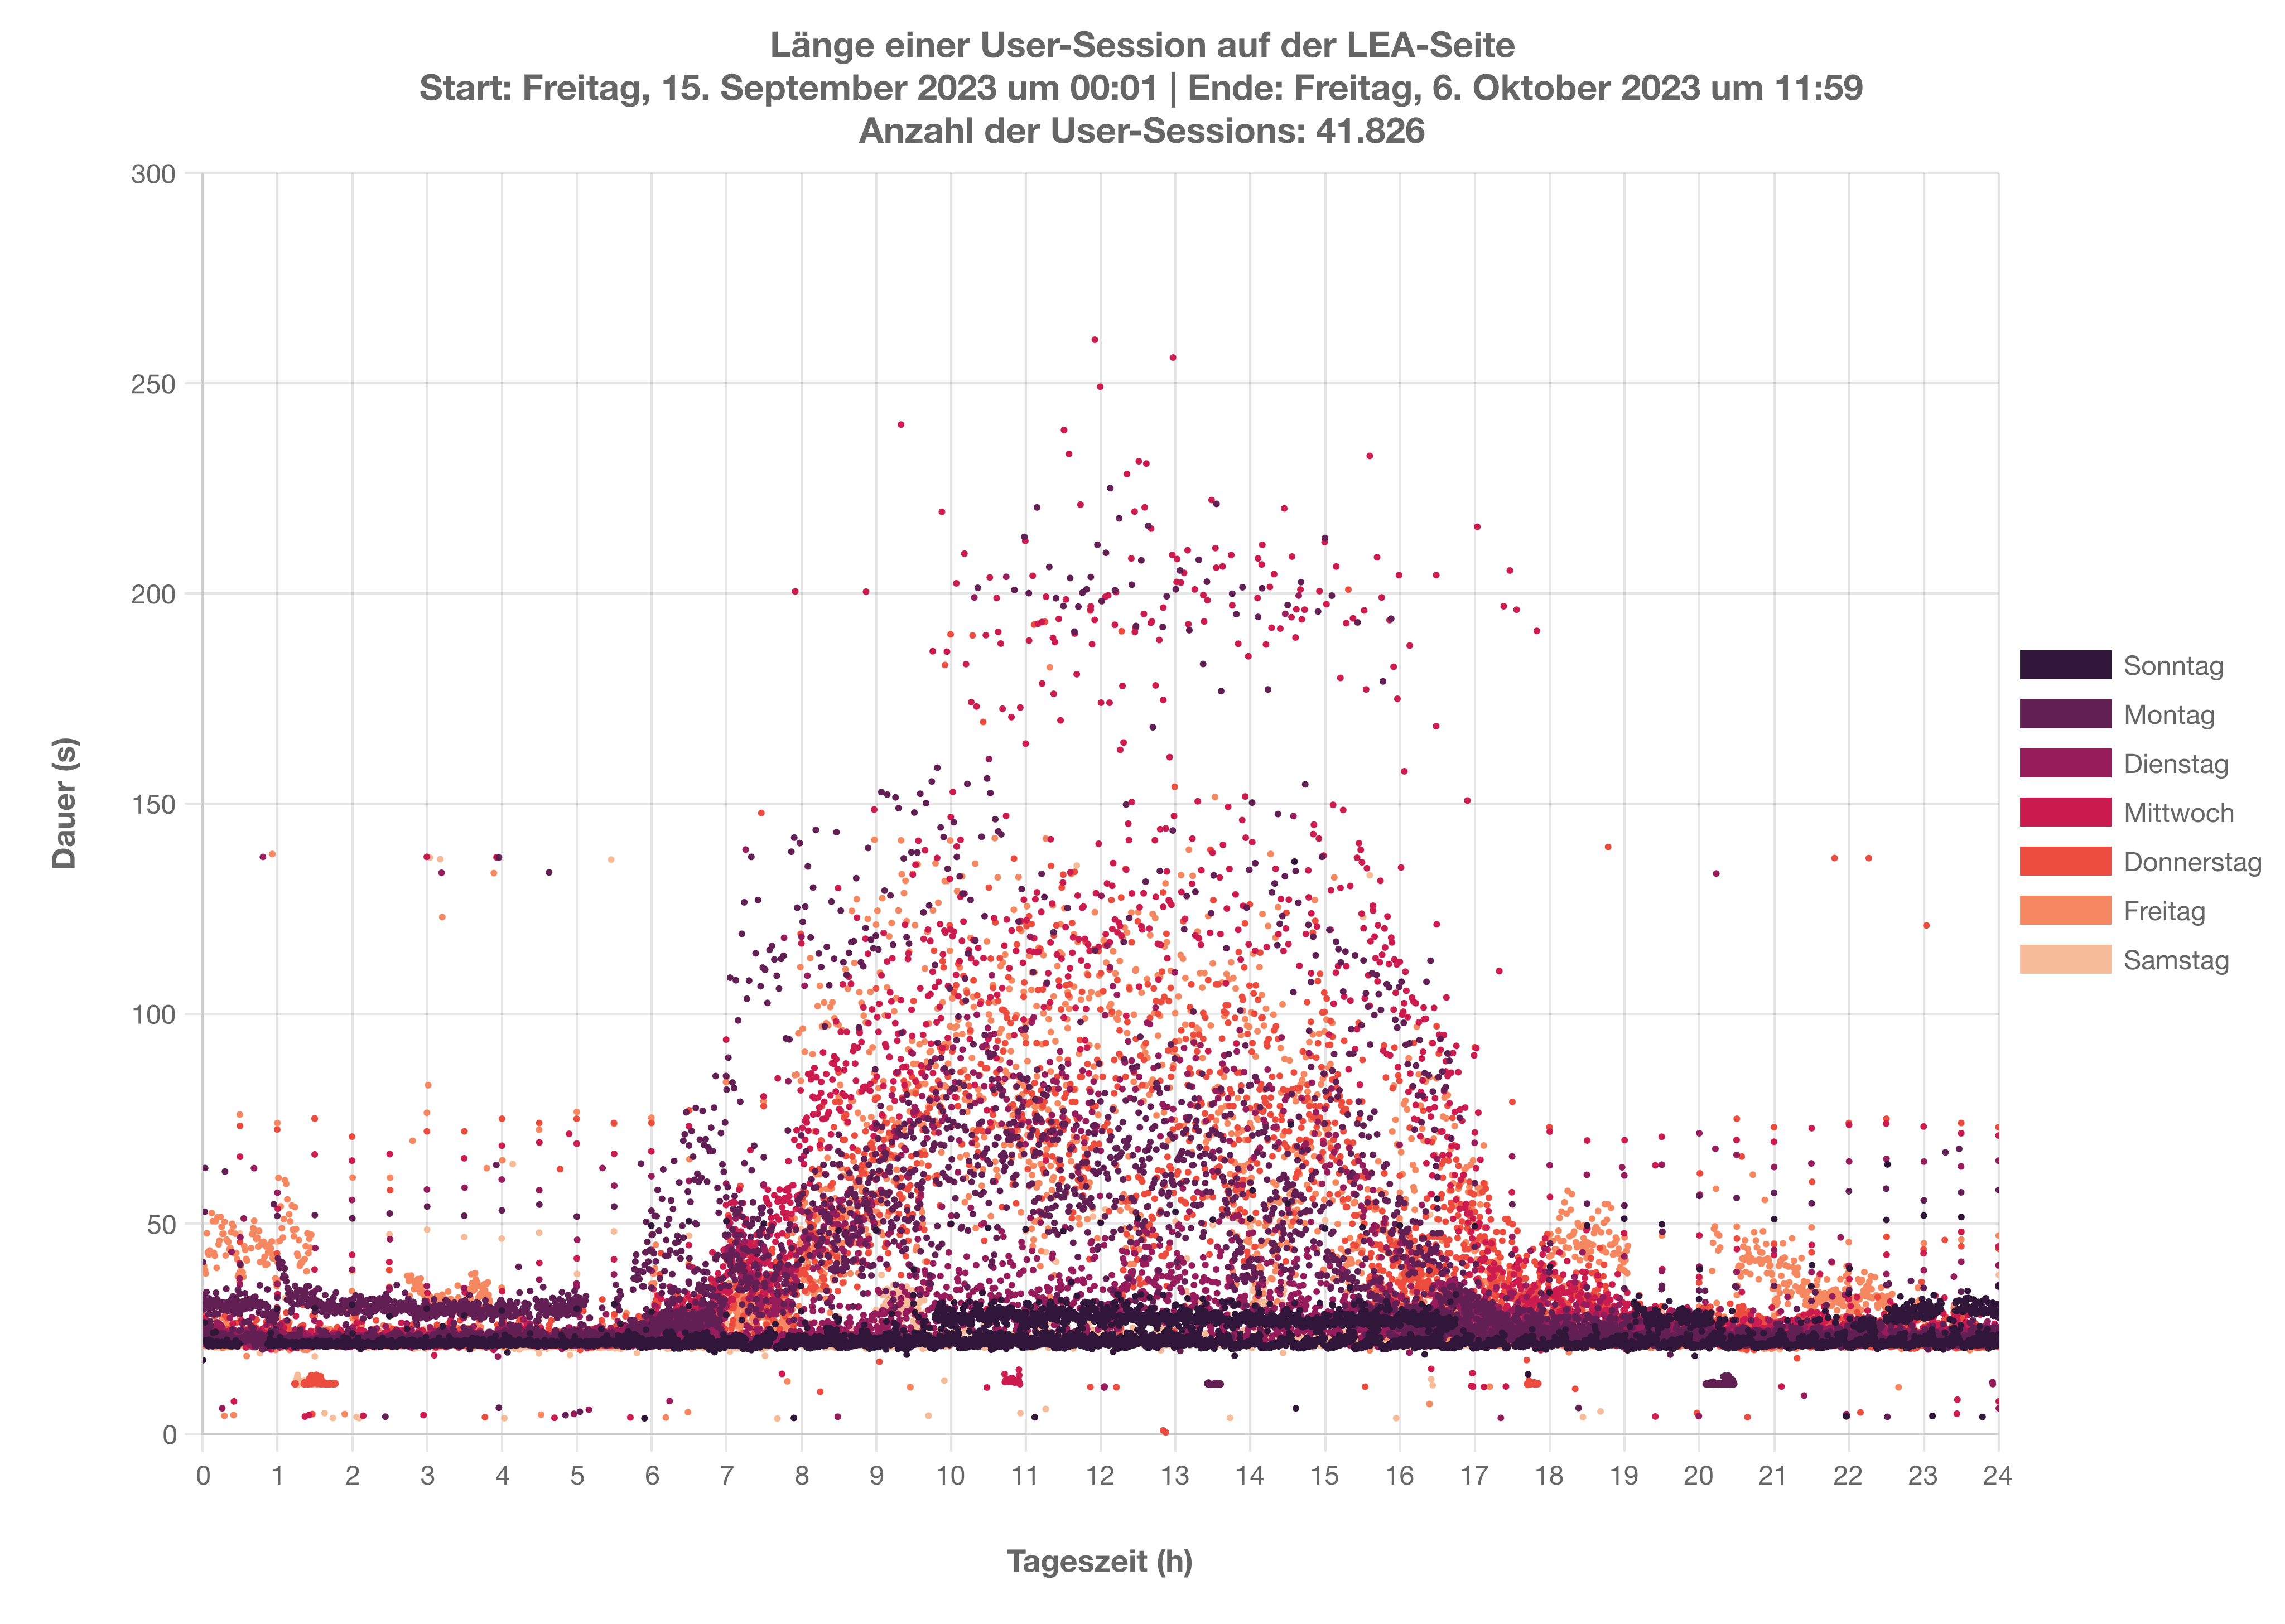 Länge einer User-Session auf der LEA-Seite
Start: Freitag, 15. September 2023 um 00:01 | Ende: Freitag, 6. Oktober 2023 um 11:59
Anzahl der User-Sessions: 41.826
300
250
200
150
100
50
0
Dauer (s)
0 1 2 3 4 5 6 7 8 9 10 11 12 13 14 15 16 17 18 19 20 21 22 23 24
Tageszeit (h)
Sonntag
Montag
Dienstag
Mittwoch
Donnerstag
Freitag
Samstag